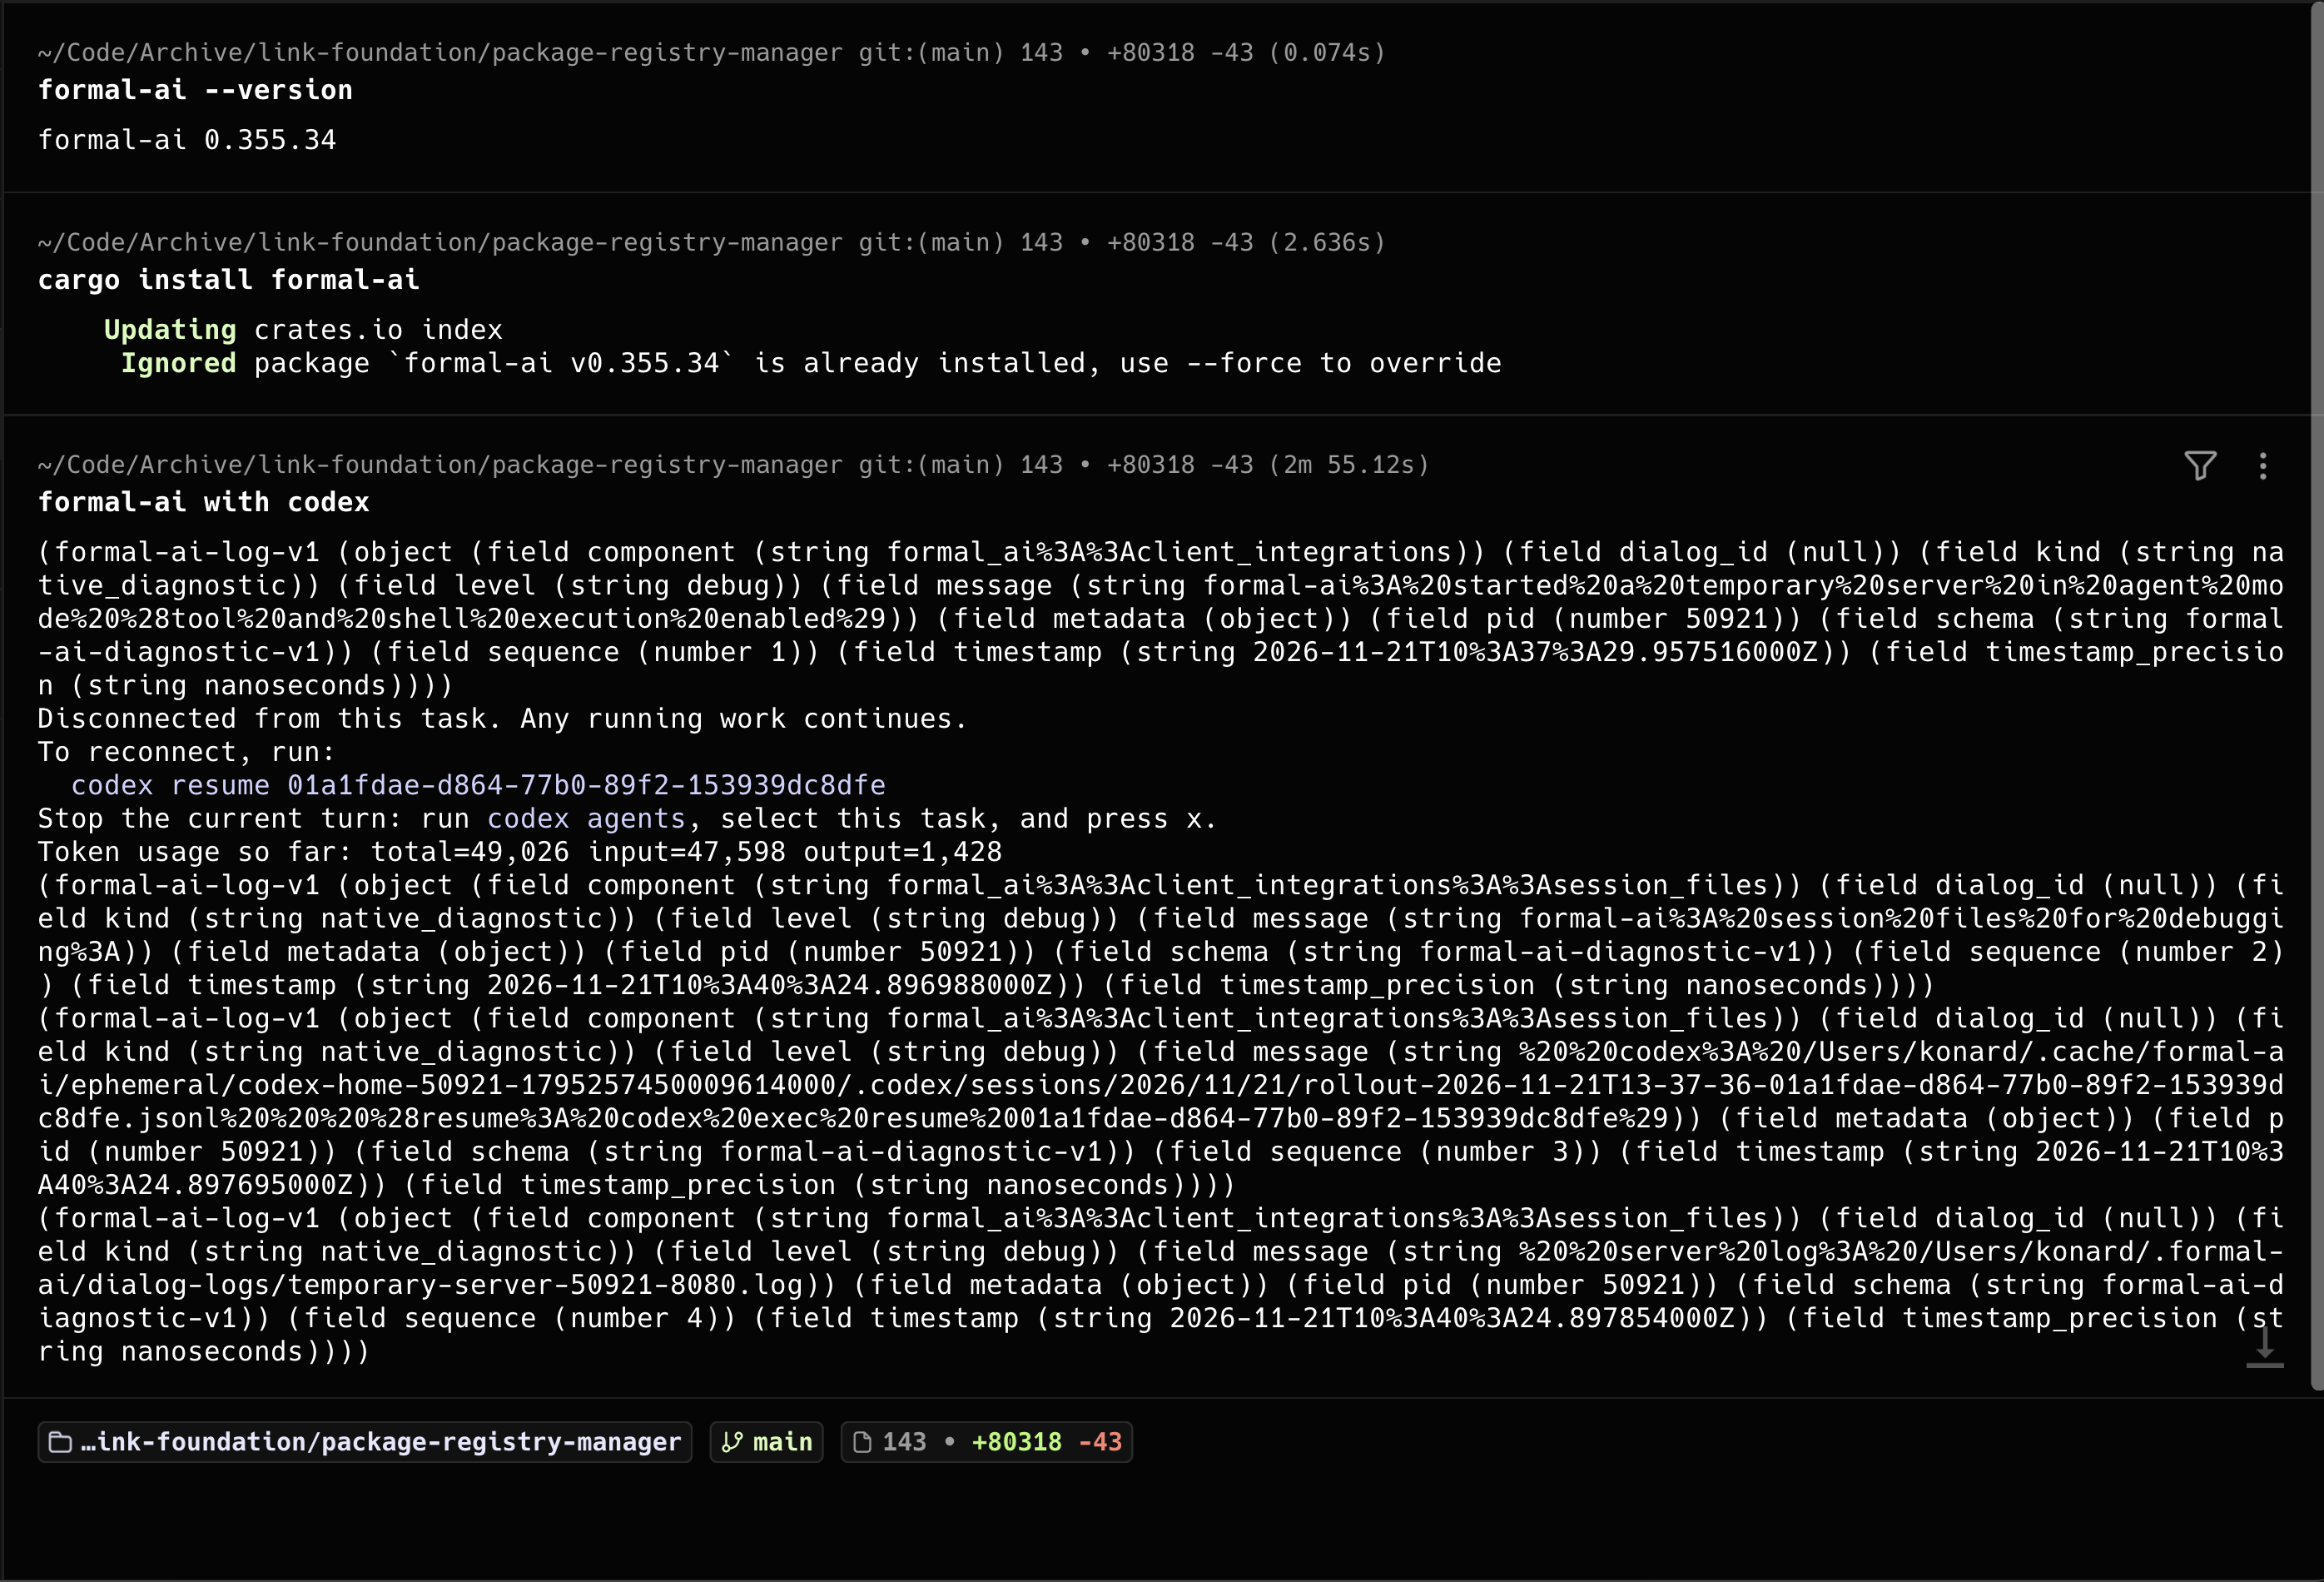 ~/Code/Archive/link-foundation/package-registry-manager git:(main) 143 • +80318 -43 (0.074s)
formal-ai --version
formal-ai 0.355.34
~/Code/Archive/link-foundation/package-registry-manager git:(main) 143 • +80318 -43 (2.636s)
cargo install formal-ai
    Updating crates.io index
     Ignored package `formal-ai v0.355.34` is already installed, use --force to override
~/Code/Archive/link-foundation/package-registry-manager git:(main) 143 • +80318 -43 (2m 55.12s)
formal-ai with codex
(formal-ai-log-v1 (object (field component (string formal_ai%3A%3Aclient_integrations)) (field dialog_id (null)) (field kind (string na
tive_diagnostic)) (field level (string debug)) (field message (string formal-ai%3A%20started%20a%20temporary%20server%20in%20agent%20mo
de%20%28tool%20and%20shell%20execution%20enabled%29)) (field metadata (object)) (field pid (number 50921)) (field schema (string formal
-ai-diagnostic-v1)) (field sequence (number 1)) (field timestamp (string 2026-11-21T10%3A37%3A29.957516000Z)) (field timestamp_precisio
n (string nanoseconds))))
Disconnected from this task. Any running work continues.
To reconnect, run:
  codex resume 01a1fdae-d864-77b0-89f2-153939dc8dfe
Stop the current turn: run codex agents, select this task, and press x.
Token usage so far: total=49,026 input=47,598 output=1,428
(formal-ai-log-v1 (object (field component (string formal_ai%3A%3Aclient_integrations%3A%3Asession_files)) (field dialog_id (null)) (fi
eld kind (string native_diagnostic)) (field level (string debug)) (field message (string formal-ai%3A%20session%20files%20for%20debuggi
ng%3A)) (field metadata (object)) (field pid (number 50921)) (field schema (string formal-ai-diagnostic-v1)) (field sequence (number 2)
) (field timestamp (string 2026-11-21T10%3A40%3A24.896988000Z)) (field timestamp_precision (string nanoseconds))))
(formal-ai-log-v1 (object (field component (string formal_ai%3A%3Aclient_integrations%3A%3Asession_files)) (field dialog_id (null)) (fi
eld kind (string native_diagnostic)) (field level (string debug)) (field message (string %20%20codex%3A%20/Users/konard/.cache/formal-a
i/ephemeral/codex-home-50921-1795257450009614000/.codex/sessions/2026/11/21/rollout-2026-11-21T13-37-36-01a1fdae-d864-77b0-89f2-153939d
c8dfe.jsonl%20%20%20%28resume%3A%20codex%20exec%20resume%2001a1fdae-d864-77b0-89f2-153939dc8dfe%29)) (field metadata (object)) (field p
id (number 50921)) (field schema (string formal-ai-diagnostic-v1)) (field sequence (number 3)) (field timestamp (string 2026-11-21T10%3
A40%3A24.897695000Z)) (field timestamp_precision (string nanoseconds))))
(formal-ai-log-v1 (object (field component (string formal_ai%3A%3Aclient_integrations%3A%3Asession_files)) (field dialog_id (null)) (fi
eld kind (string native_diagnostic)) (field level (string debug)) (field message (string %20%20server%20log%3A%20/Users/konard/.formal-
ai/dialog-logs/temporary-server-50921-8080.log)) (field metadata (object)) (field pid (number 50921)) (field schema (string formal-ai-d
iagnostic-v1)) (field sequence (number 4)) (field timestamp (string 2026-11-21T10%3A40%3A24.897854000Z)) (field timestamp_precision (st
ring nanoseconds))))
…ink-foundation/package-registry-manager main 143 • +80318 -43